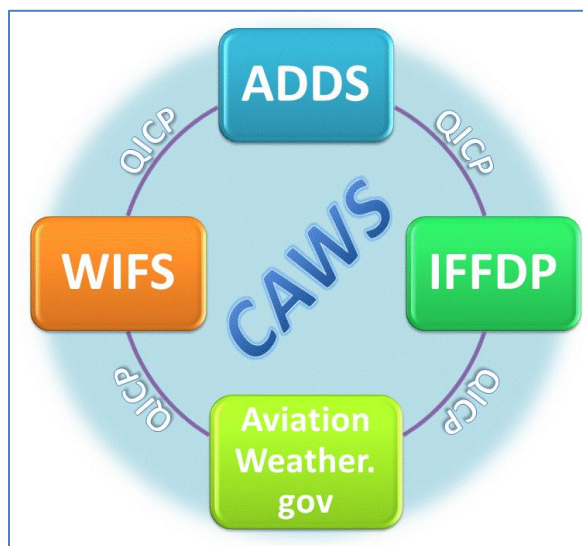 ADDS
QICP
QICP
CAWS
WIFS
IFFDP
QICP
QICP
Aviation
Weather.
gov